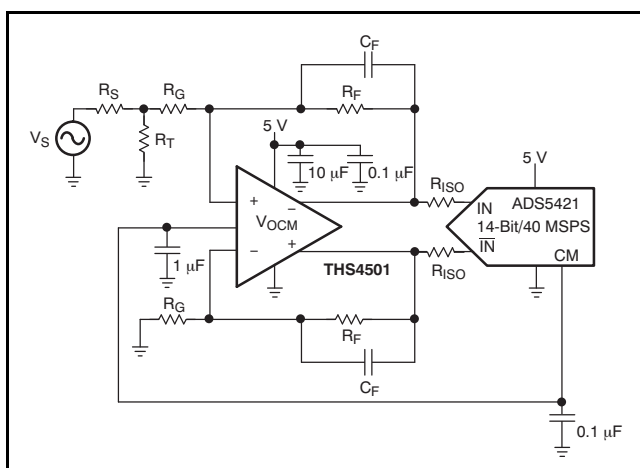 C_F
R_S
R_G
R_F
5 V
V_S
R_T
10 µF
0.1 µF
5 V
R_ISO
+
−
IN
ADS5421
V_OCM
14-Bit/40 MSPS
IN
−
+
CM
1 µF
THS4501
R_ISO
R_G
R_F
C_F
0.1 µF